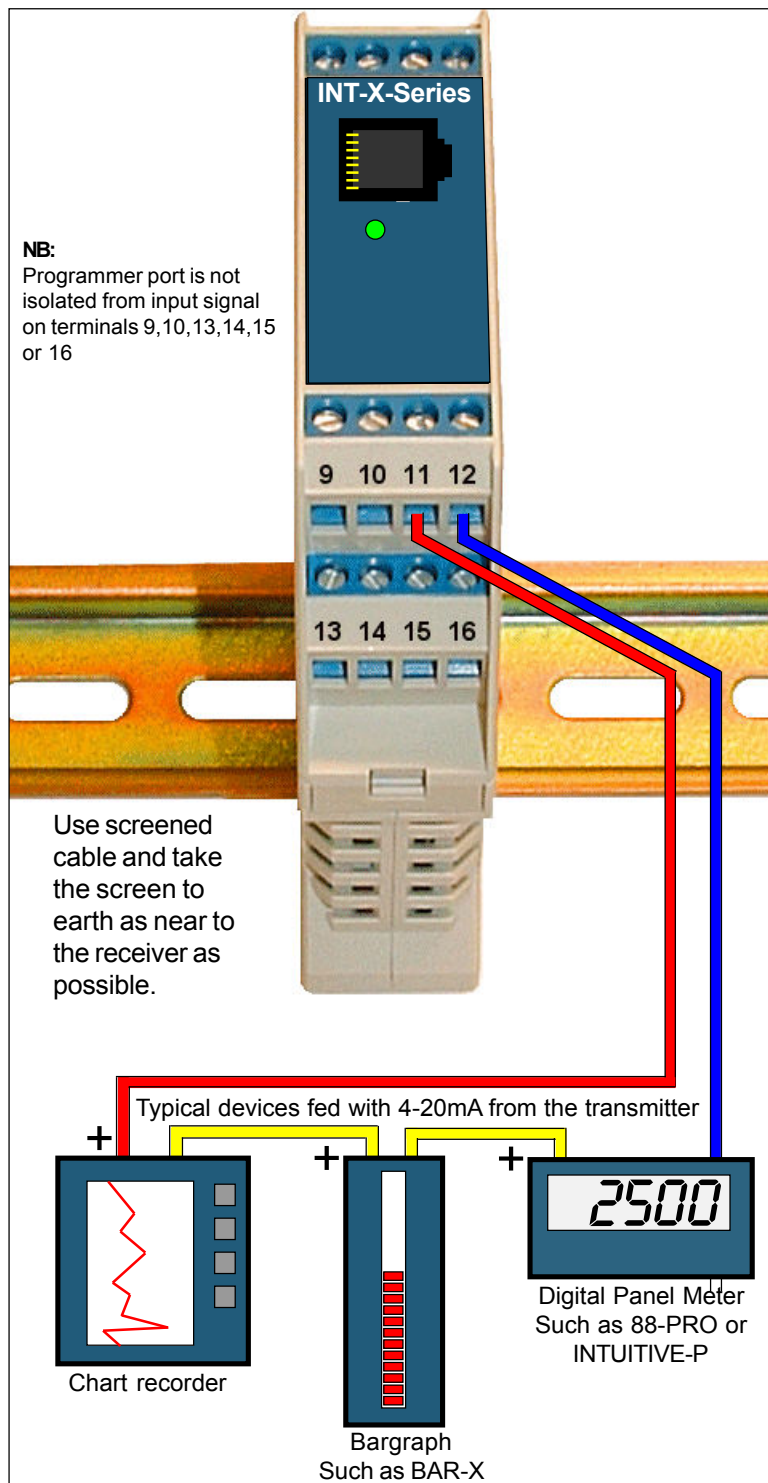 INT-X-Series
NB:
Programmer port is not
isolated from input signal
on terminals 9,10,13,14,15
or 16
9 10 11 12
13 14 15 16
Use screened
cable and take
the screen to
earth as near to
the receiver as
possible.
Typical devices fed with 4-20mA from the transmitter
+
+
+
2500
Chart recorder
Bargraph
Such as BAR-X
Digital Panel Meter
Such as 88-PRO or
INTUITIVE-P